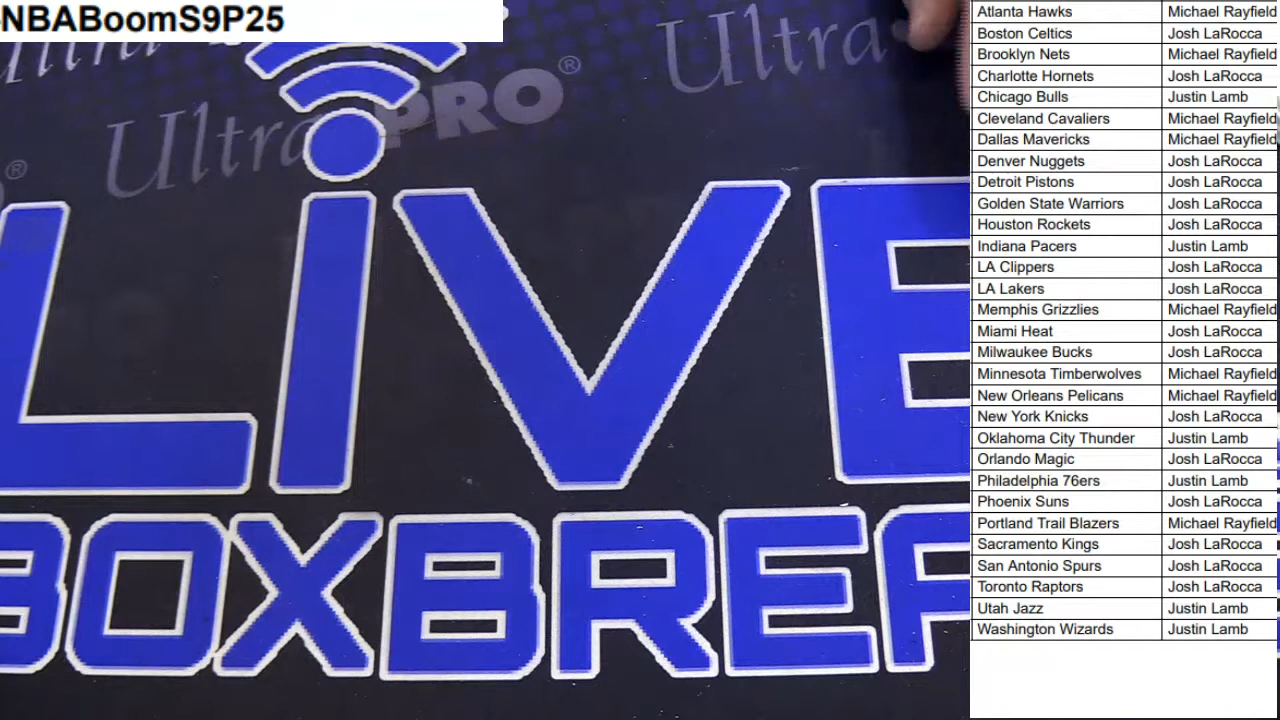 NBABoomS9P25
Ultra
Ultra PRO®
Ultra
®
LiVE
BOXBREA
Atlanta Hawks Michael Rayfield
Boston Celtics Josh LaRocca
Brooklyn Nets Michael Rayfield
Charlotte Hornets Josh LaRocca
Chicago Bulls Justin Lamb
Cleveland Cavaliers Michael Rayfield
Dallas Mavericks Michael Rayfield
Denver Nuggets Josh LaRocca
Detroit Pistons Josh LaRocca
Golden State Warriors Josh LaRocca
Houston Rockets Josh LaRocca
Indiana Pacers Justin Lamb
LA Clippers Josh LaRocca
LA Lakers Josh LaRocca
Memphis Grizzlies Michael Rayfield
Miami Heat Josh LaRocca
Milwaukee Bucks Josh LaRocca
Minnesota Timberwolves Michael Rayfield
New Orleans Pelicans Michael Rayfield
New York Knicks Josh LaRocca
Oklahoma City Thunder Justin Lamb
Orlando Magic Josh LaRocca
Philadelphia 76ers Justin Lamb
Phoenix Suns Josh LaRocca
Portland Trail Blazers Michael Rayfield
Sacramento Kings Josh LaRocca
San Antonio Spurs Josh LaRocca
Toronto Raptors Josh LaRocca
Utah Jazz Justin Lamb
Washington Wizards Justin Lamb